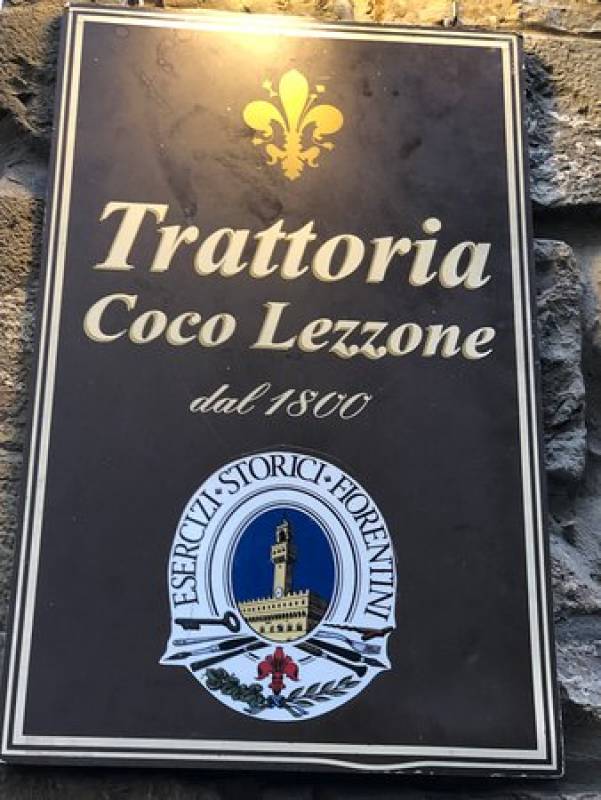 Trattoria
Coco Lezzone
dal 1800
ESERCIZI·STORICI·FIORENTINI